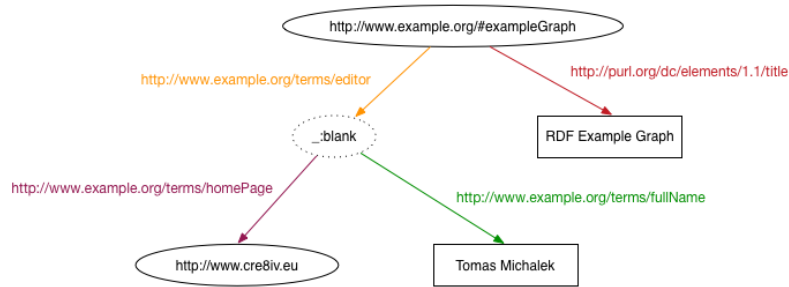 http://www.example.org/#exampleGraph
http://www.example.org/terms/editor
http://purl.org/dc/elements/1.1/title
_:blank
RDF Example Graph
http://www.example.org/terms/homePage
http://www.example.org/terms/fullName
http://www.cre8iv.eu
Tomas Michalek